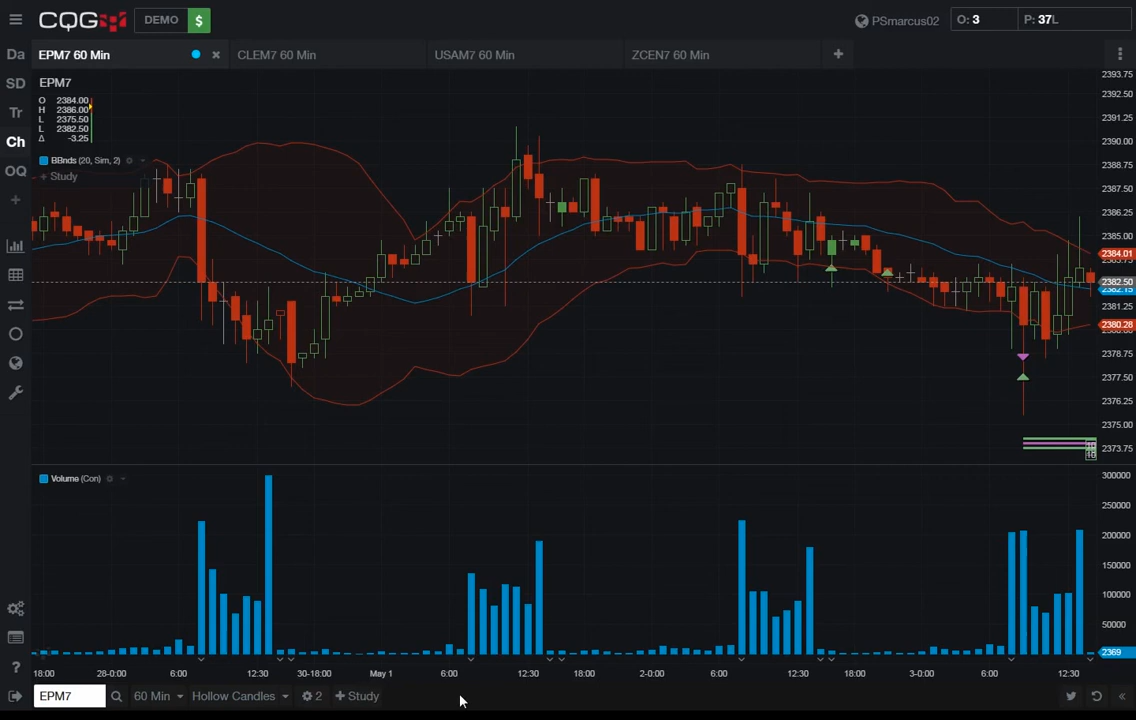 CQG DEMO $ PSmarcus02 O: 3 P: 37L
Da EPM7 60 Min CLEM7 60 Min USAM7 60 Min ZCEN7 60 Min +
SD
Tr
Ch
OQ
+
?
EPM7
O 2384.00
H 2386.00
L 2375.50
L 2382.50
Δ -3.25
BBnds (20, Sim, 2)
+ Study
2393.75
2392.50
2391.25
2390.00
2388.75
2387.50
2386.25
2385.00
2384.01
2382.50
2381.25
2380.28
2378.75
2377.50
2376.25
2375.00
2373.75
Volume (Con)
300000
250000
200000
150000
100000
50000
2369
18:00 28-0:00 6:00 12:30 30-18:00 May 1 6:00 12:30 18:00 2-0:00 6:00 12:30 18:00 3-0:00 6:00 12:30
EPM7 60 Min Hollow Candles 2 + Study